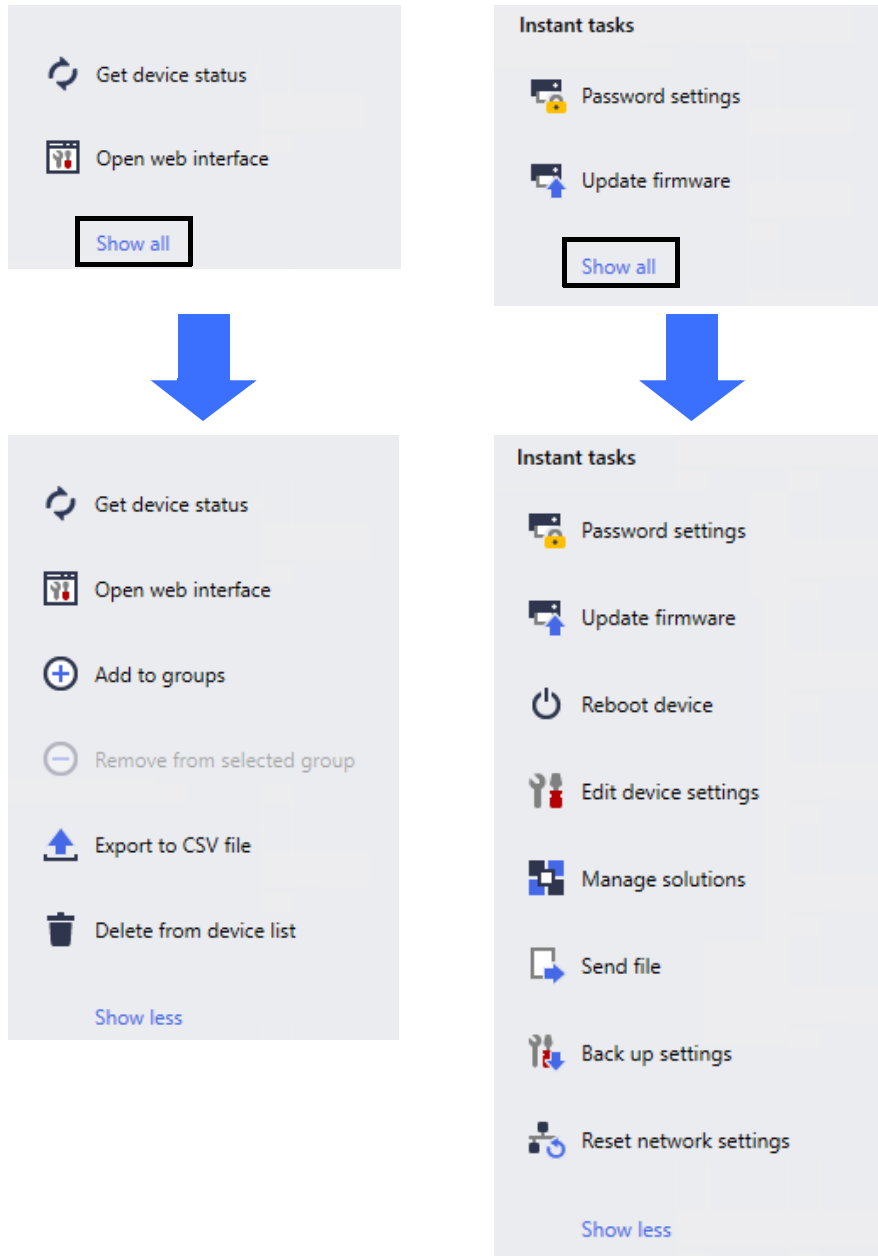 Get device status
Open web interface
Show all
Instant tasks
Password settings
Update firmware
Show all
Get device status
Open web interface
Add to groups
Remove from selected group
Export to CSV file
Delete from device list
Show less
Instant tasks
Password settings
Update firmware
Reboot device
Edit device settings
Manage solutions
Send file
Back up settings
Reset network settings
Show less